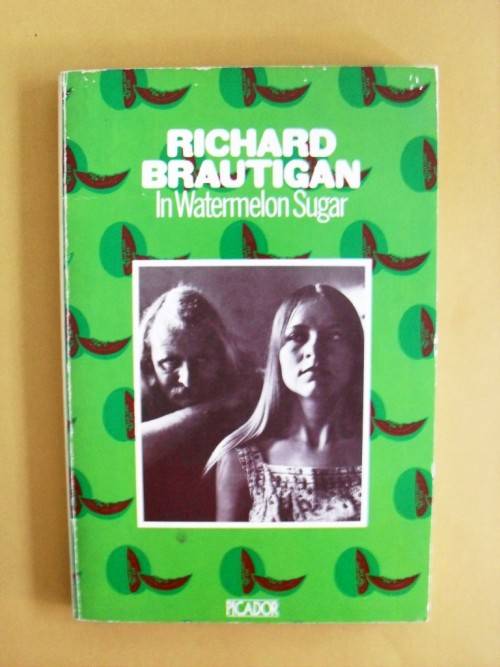 RICHARD
BRAUTIGAN
In Watermelon Sugar
PICADOR